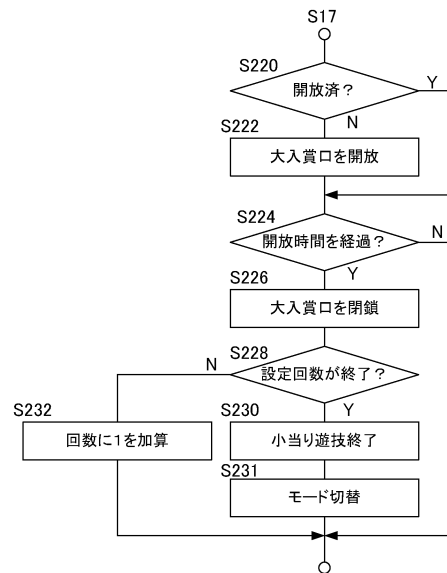 S17
S220
開放済？
Y
N
S222
大入賞口を開放
S224
開放時間を経過？
N
Y
S226
大入賞口を閉鎖
S228
N
設定回数が終了？
Y
S232
回数に１を加算
S230
小当り遊技終了
S231
モード切替